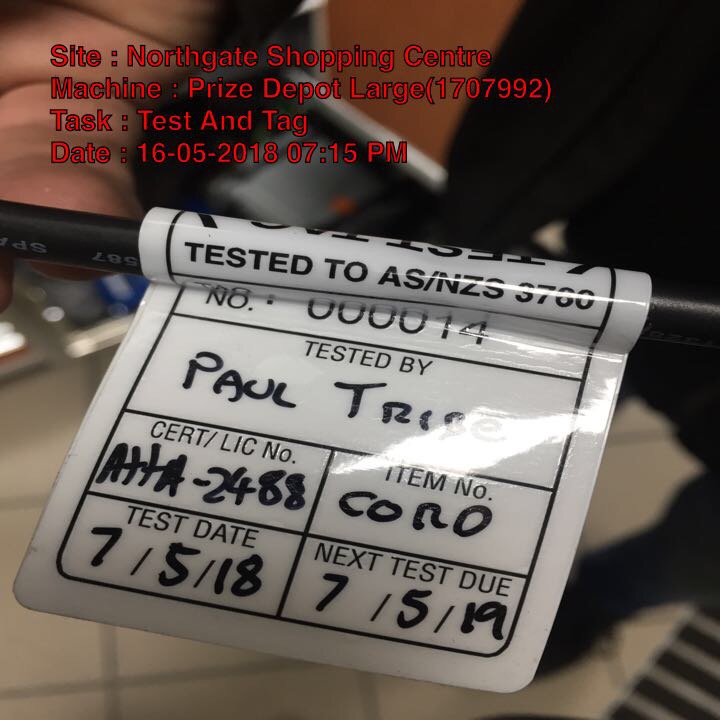 Site : Northgate Shopping Centre
Machine : Prize Depot Large(1707992)
Task : Test And Tag
Date : 16-05-2018 07:15 PM
TESTED TO AS/NZS 3760
NO. : 000014
TESTED BY
PAUL
CERT/ LIC No.
ATTA-2488
ITEM No.
CORD
TEST DATE
7/5/18
NEXT TEST DUE
7/5/19